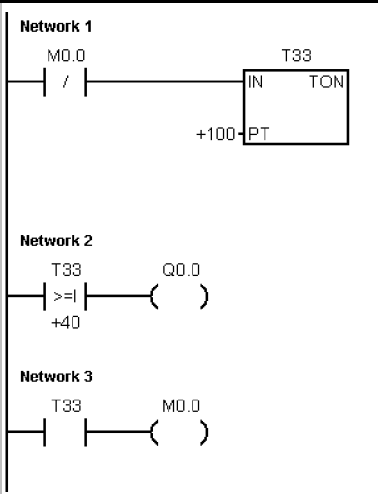 Network 1
M0.0 T33
/ IN TON
+100 PT
Network 2
T33 Q0.0
>=I
+40
Network 3
T33 M0.0